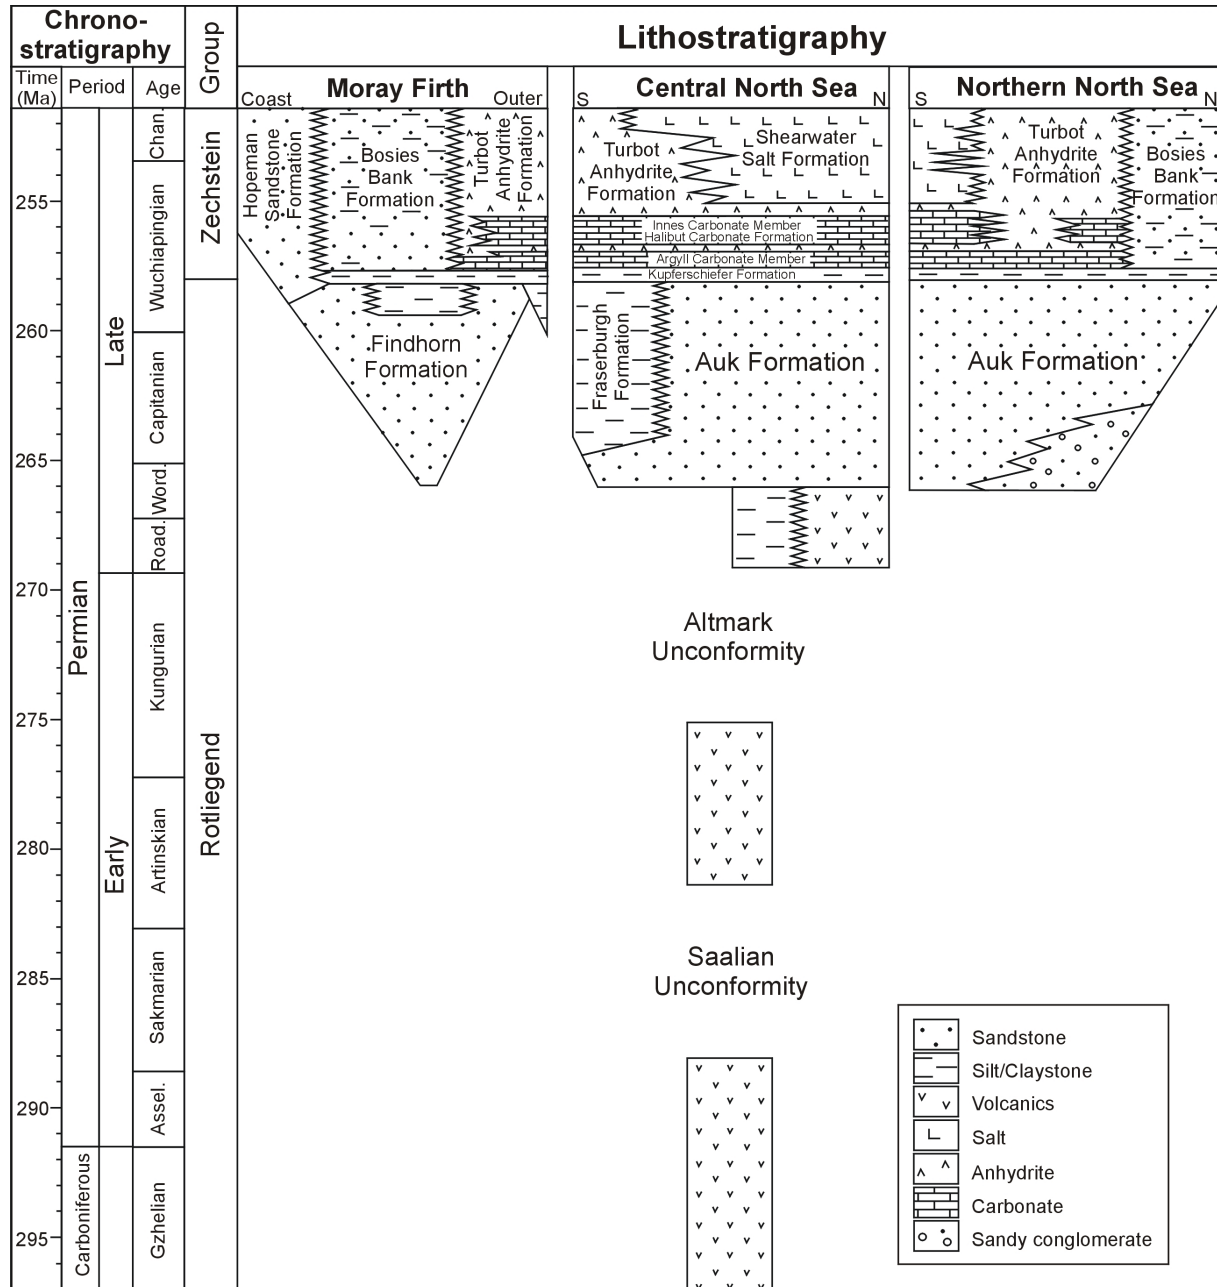 Chrono-
stratigraphy
Group
Lithostratigraphy
Time
(Ma)
Period
Age
Coast
Moray Firth
Outer
S
Central North Sea
N
S
Northern North Sea
N
255
260
265
270
275
280
285
290
295
Permian
Carboniferous
Late
Early
Chan.
Wuchiapingian
Capitanian
Word.
Road.
Kungurian
Artinskian
Sakmarian
Assel.
Gzhelian
Zechstein
Rotliegend
Hopeman
Sandstone
Formation
Bosies
Bank
Formation
Turbot
Anhydrite
Formation
Findhorn
Formation
Turbot
Anhydrite
Formation
Shearwater
Salt Formation
Innes Carbonate Member
Halibut Carbonate Formation
Argyll Carbonate Member
Kupferschiefer Formation
Fraserburgh
Formation
Auk Formation
Turbot
Anhydrite
Formation
Bosies
Bank
Formation
Auk Formation
Altmark
Unconformity
Saalian
Unconformity
Sandstone
Silt/Claystone
Volcanics
Salt
Anhydrite
Carbonate
Sandy conglomerate